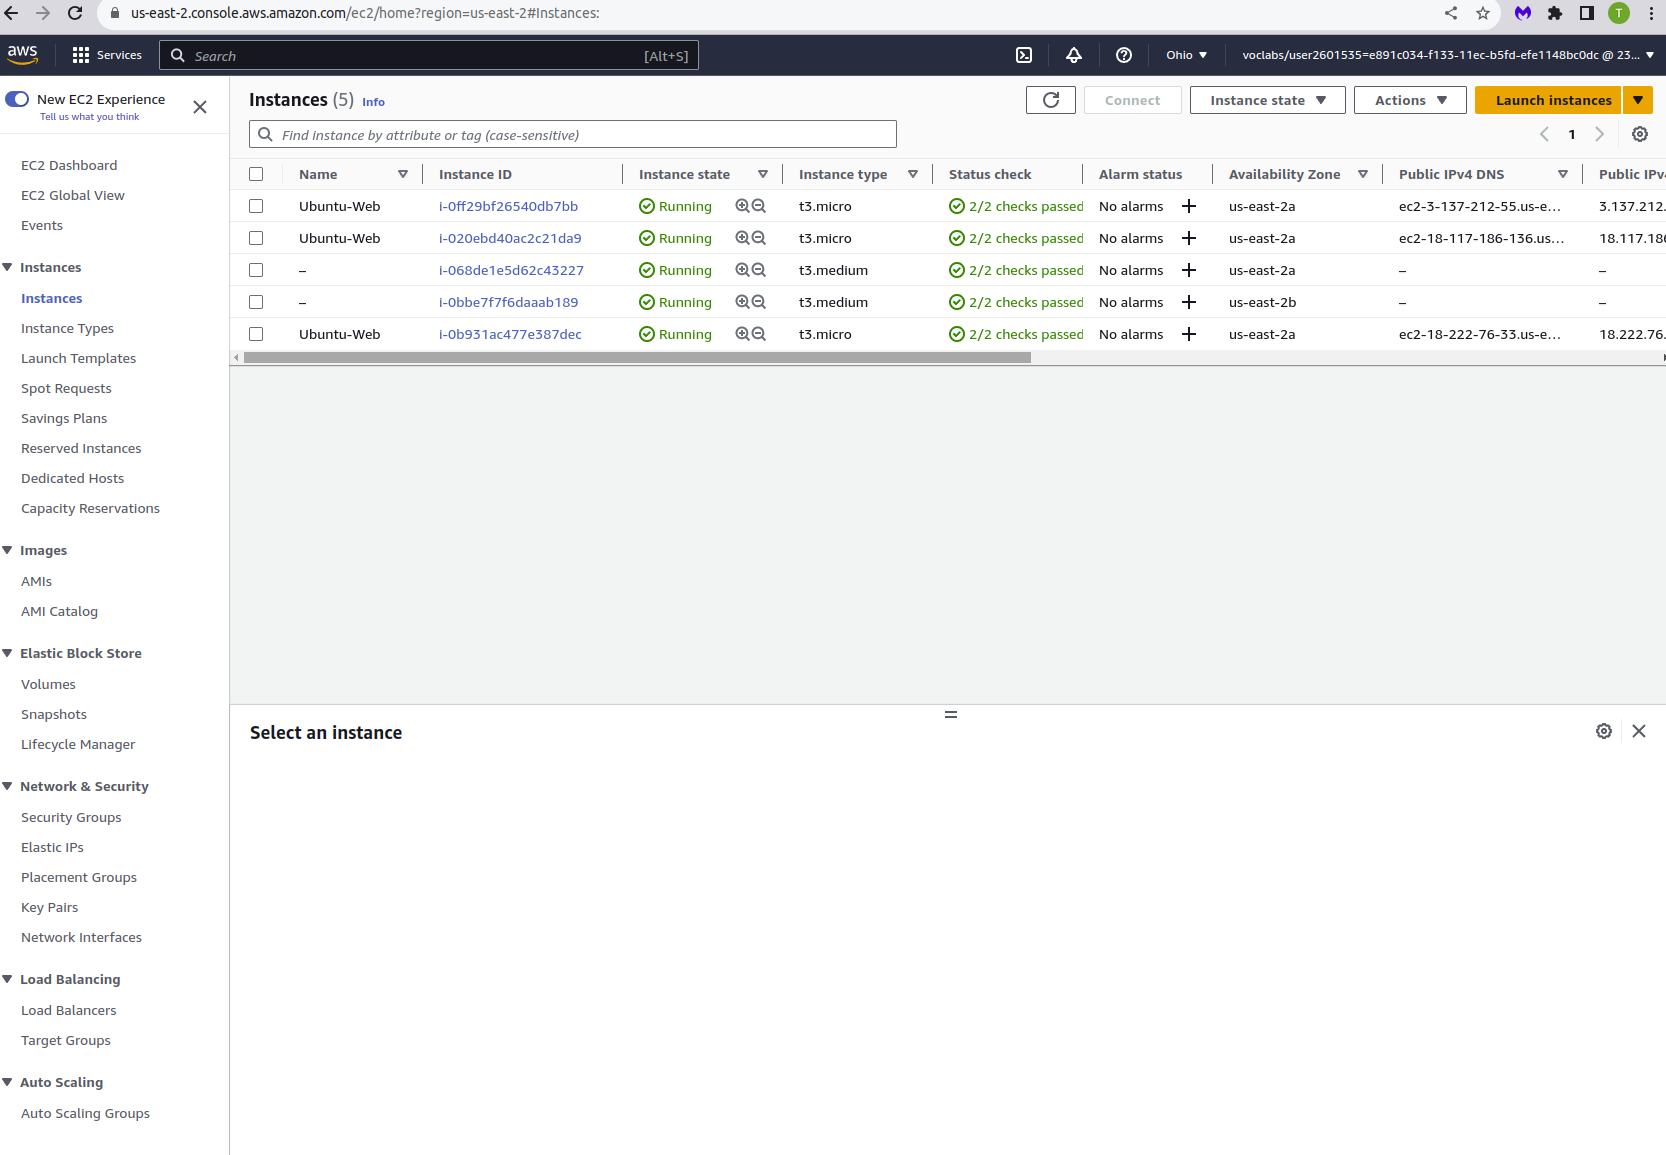 us-east-2.console.aws.amazon.com/ec2/home?region=us-east-2#Instances:
T
aws Services Search [Alt+S] Ohio voclabs/user2601535=e891c034-f133-11ec-b5fd-efe1148bc0dc @ 23...
New EC2 Experience
Tell us what you think
EC2 Dashboard
EC2 Global View
Events
Instances
Instances
Instance Types
Launch Templates
Spot Requests
Savings Plans
Reserved Instances
Dedicated Hosts
Capacity Reservations
Images
AMIs
AMI Catalog
Elastic Block Store
Volumes
Snapshots
Lifecycle Manager
Network & Security
Security Groups
Elastic IPs
Placement Groups
Key Pairs
Network Interfaces
Load Balancing
Load Balancers
Target Groups
Auto Scaling
Auto Scaling Groups
Instances (5) Info
Connect Instance state Actions Launch instances
Find instance by attribute or tag (case-sensitive)
1
Name Instance ID Instance state Instance type Status check Alarm status Availability Zone Public IPv4 DNS Public IPv4
Ubuntu-Web i-0ff29bf26540db7bb Running t3.micro 2/2 checks passed No alarms us-east-2a ec2-3-137-212-55.us-e... 3.137.212.
Ubuntu-Web i-020ebd40ac2c21da9 Running t3.micro 2/2 checks passed No alarms us-east-2a ec2-18-117-186-136.us... 18.117.186
– i-068de1e5d62c43227 Running t3.medium 2/2 checks passed No alarms us-east-2a – –
– i-0bbe7f7f6daaab189 Running t3.medium 2/2 checks passed No alarms us-east-2b – –
Ubuntu-Web i-0b931ac477e387dec Running t3.micro 2/2 checks passed No alarms us-east-2a ec2-18-222-76-33.us-e... 18.222.76.
Select an instance